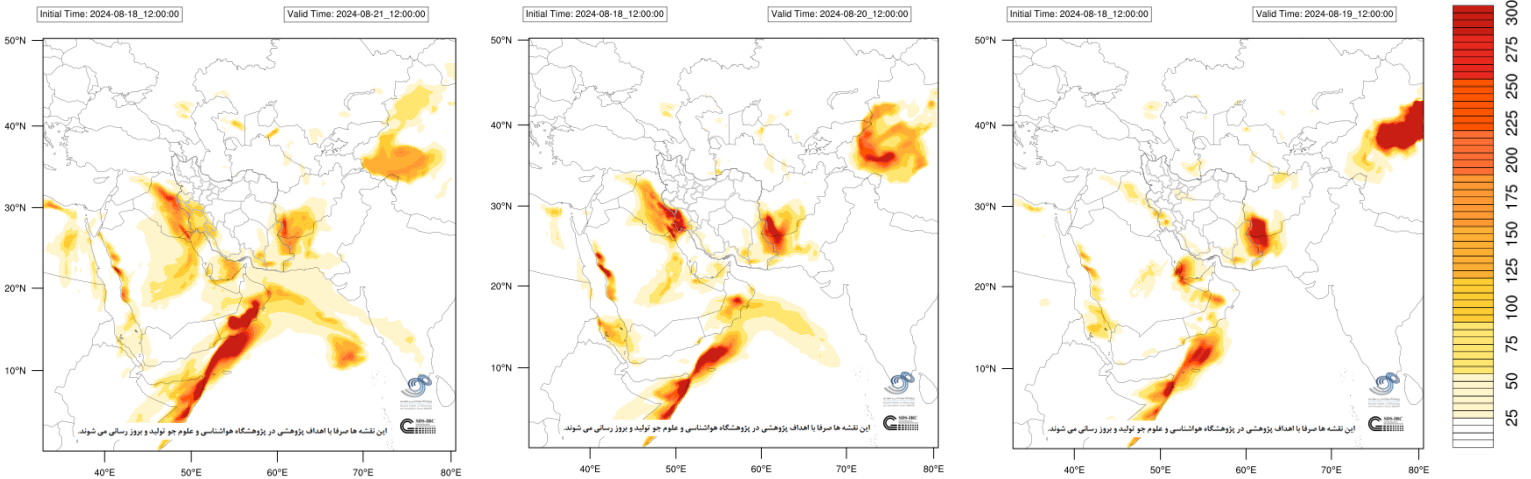 Initial Time: 2024-08-18_12:00:00 Valid Time: 2024-08-21_12:00:00
50°N
40°N
30°N
20°N
10°N
SDS-IRC
این نقشه ها صرفا با اهداف پژوهشی در پژوهشگاه هواشناسی و علوم جو تولید و بروز رسانی می شوند.
40°E 50°E 60°E 70°E 80°E
Initial Time: 2024-08-18_12:00:00 Valid Time: 2024-08-20_12:00:00
50°N
40°N
30°N
20°N
10°N
SDS-IRC
این نقشه ها صرفا با اهداف پژوهشی در پژوهشگاه هواشناسی و علوم جو تولید و بروز رسانی می شوند.
40°E 50°E 60°E 70°E 80°E
Initial Time: 2024-08-18_12:00:00 Valid Time: 2024-08-19_12:00:00
50°N
40°N
30°N
20°N
10°N
SDS-IRC
این نقشه ها صرفا با اهداف پژوهشی در پژوهشگاه هواشناسی و علوم جو تولید و بروز رسانی می شوند.
40°E 50°E 60°E 70°E 80°E
300
275
250
225
200
175
150
125
100
75
50
25